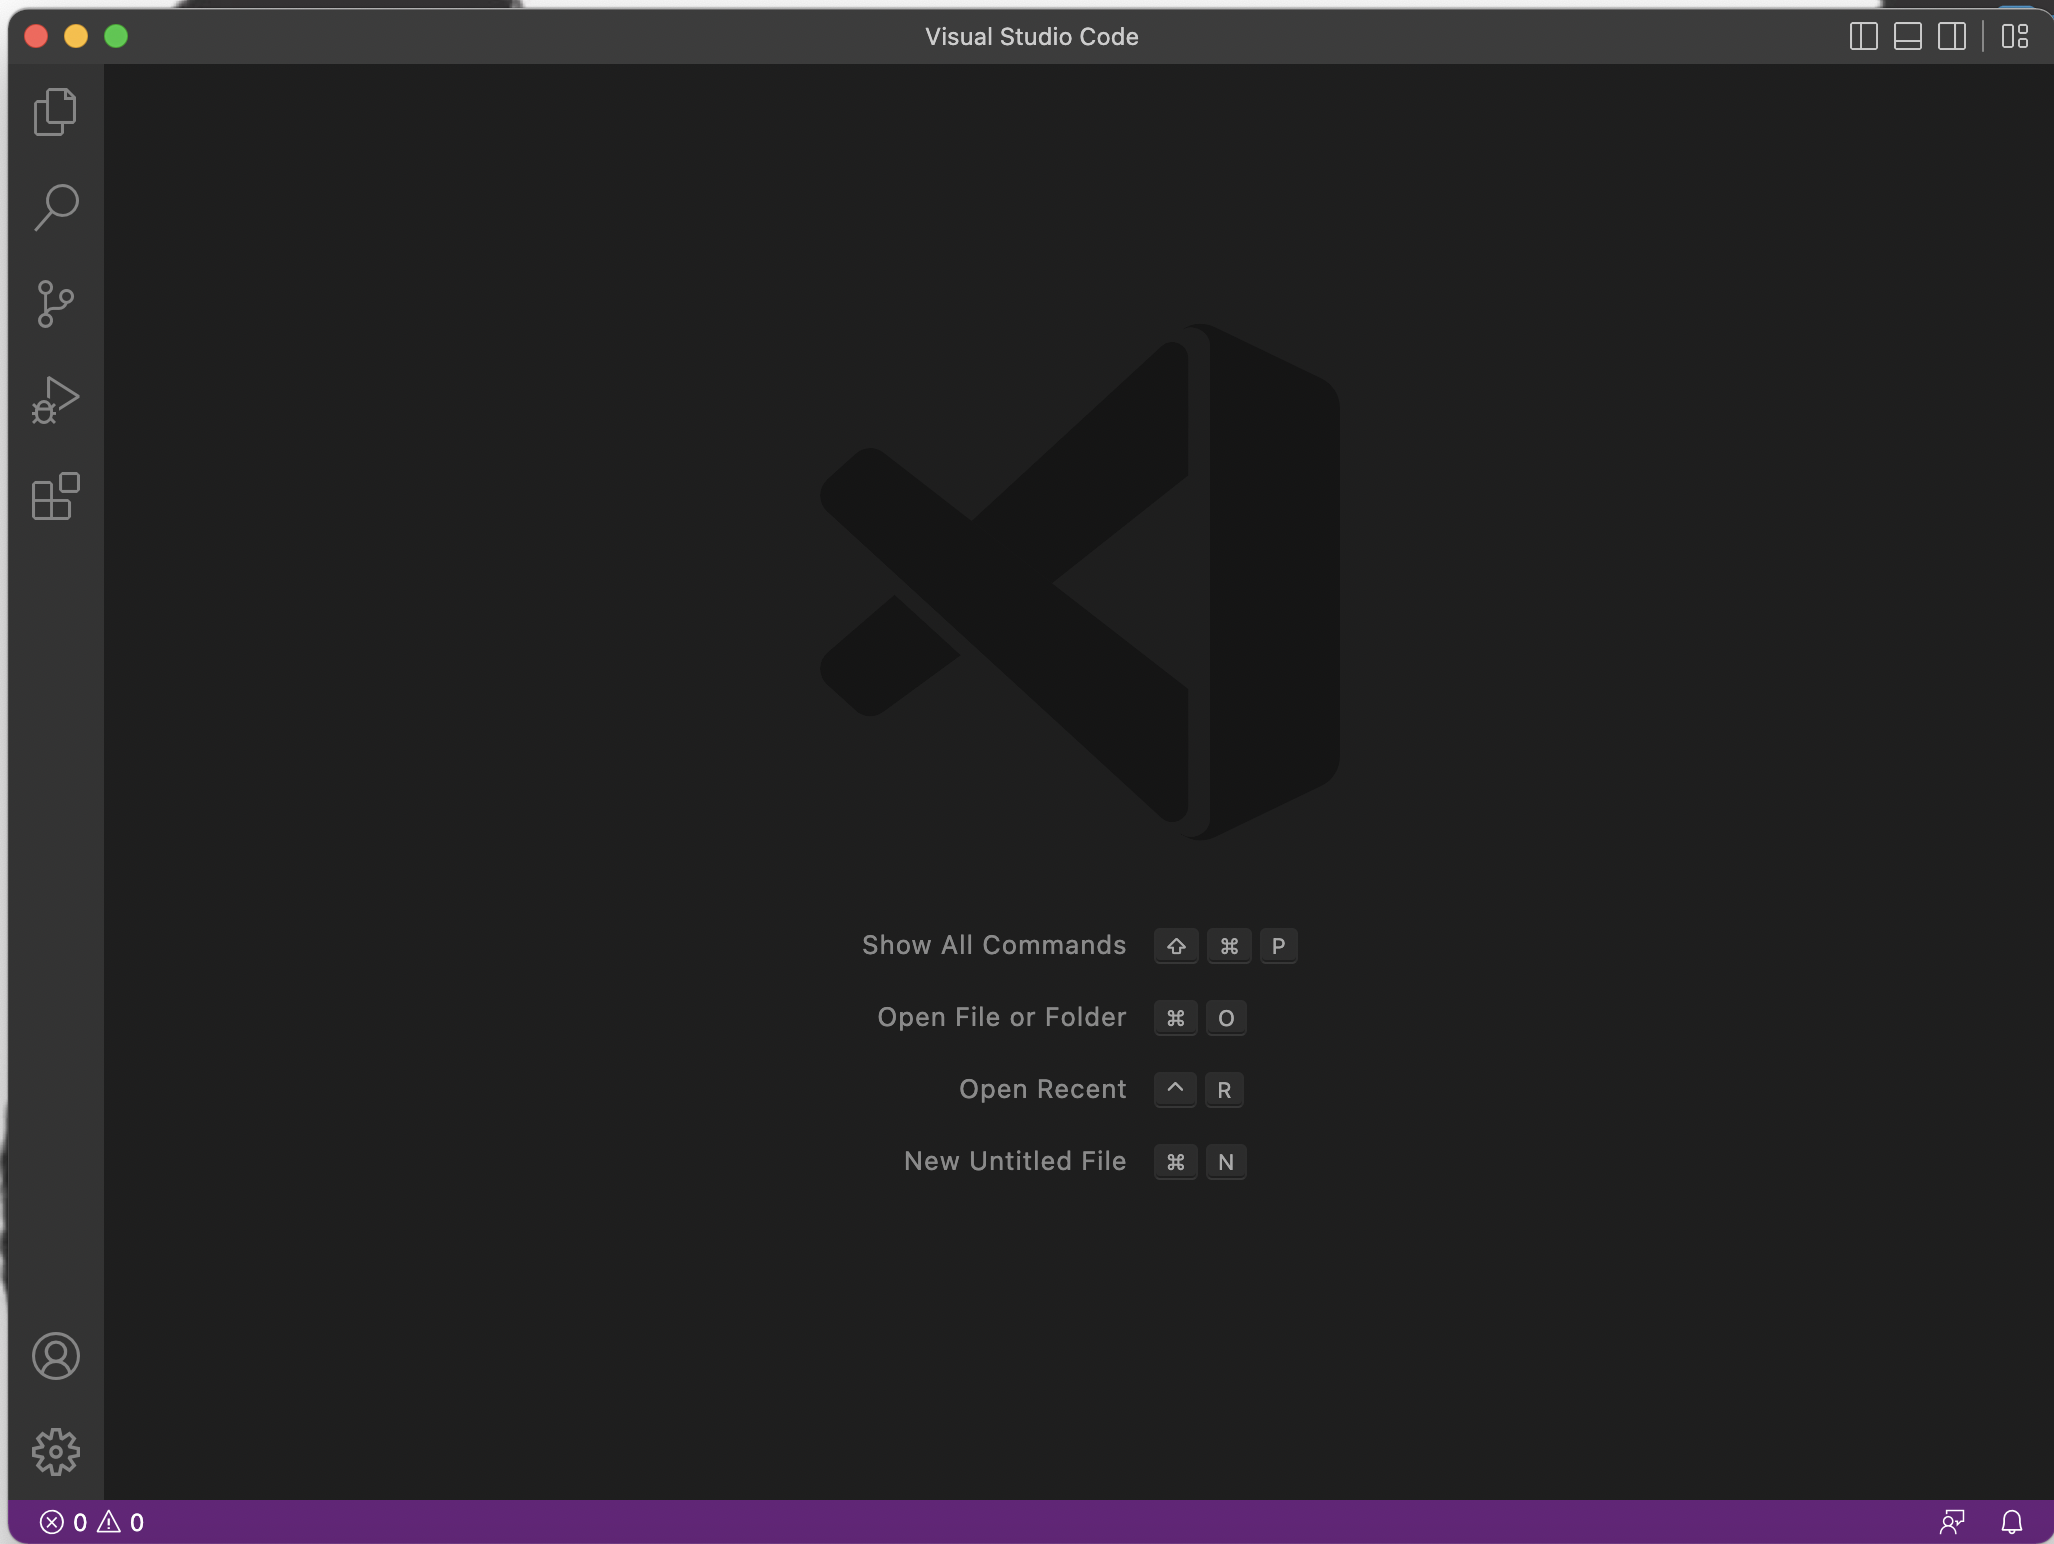 Visual Studio Code
Show All Commands ⇧ ⌘ P
Open File or Folder ⌘ O
Open Recent ^ R
New Untitled File ⌘ N
0 0